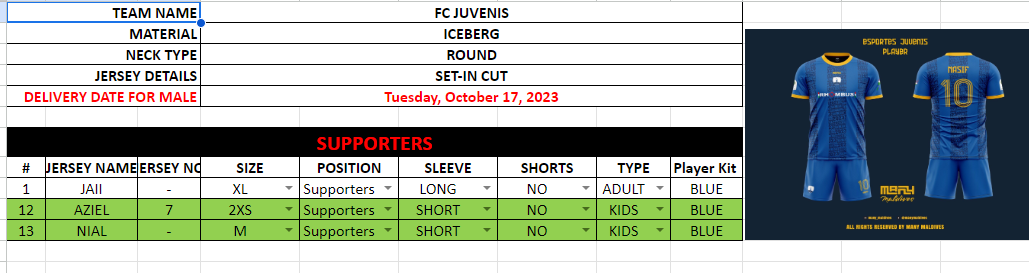 TEAM NAME FC JUVENIS
MATERIAL ICEBERG
NECK TYPE ROUND
JERSEY DETAILS SET-IN CUT
DELIVERY DATE FOR MALE Tuesday, October 17, 2023
SUPPORTERS
# JERSEY NAME ERSEY NO SIZE POSITION SLEEVE SHORTS TYPE Player Kit
1 JAII - XL Supporters LONG NO ADULT BLUE
12 AZIEL 7 2XS Supporters SHORT NO KIDS BLUE
13 NIAL - M Supporters SHORT NO KIDS BLUE
ESPORTES JUVENIS
PLAYER
MASIF
10
10
MANY
Maldives
ALL RIGHTS RESERVED BY MANY MALDIVES